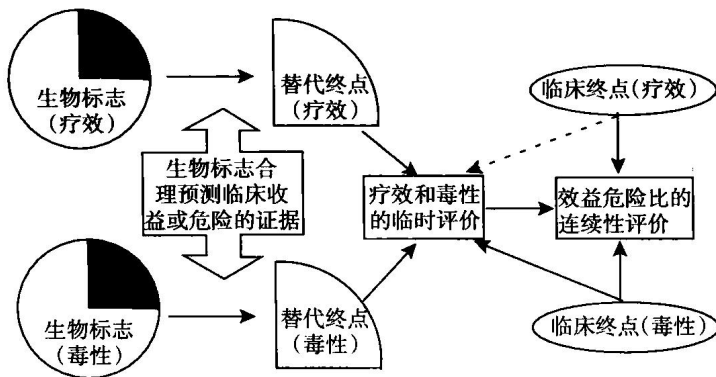 生物标志
（疗效）
替代终点
（疗效）
临床终点(疗效)
生物标志合
理预测临床收
益或危险的证据
疗效和毒性
的临时评价
效益危险比的
连续性评价
生物标志
（毒性）
替代终点
（毒性）
临床终点(毒性)